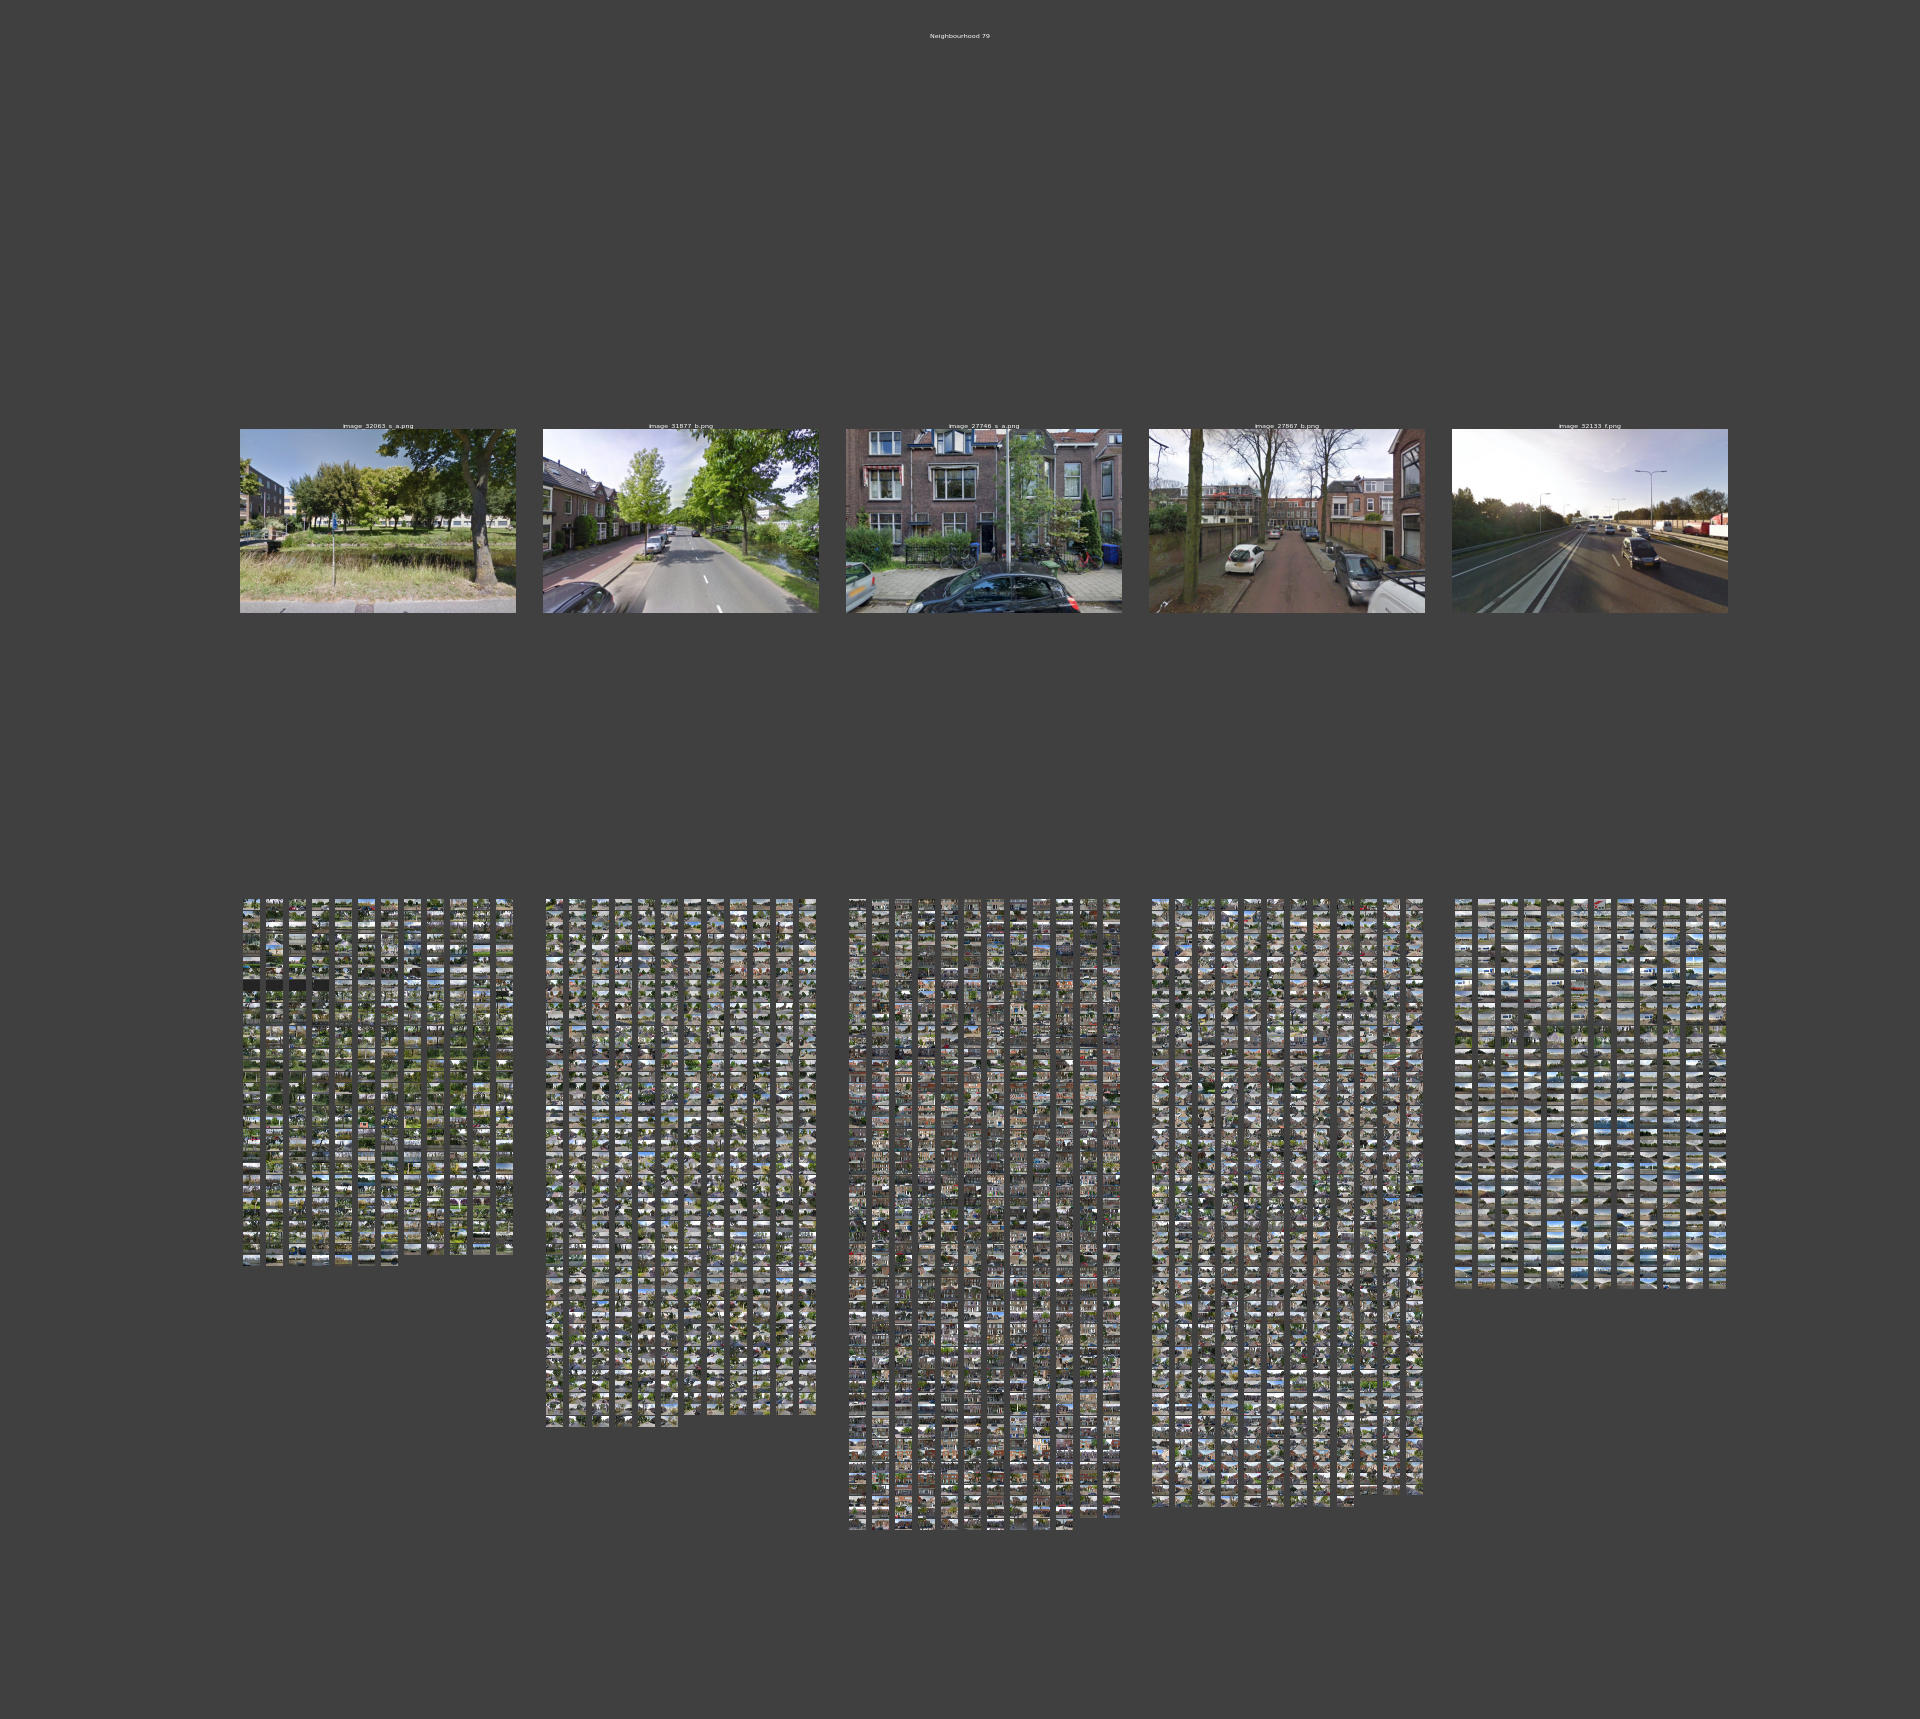 Neighbourhood 79
image_32063_s_a.png
image_31877_b.png
image_27746_s_a.png
image_27867_b.png
image_32133_f.png